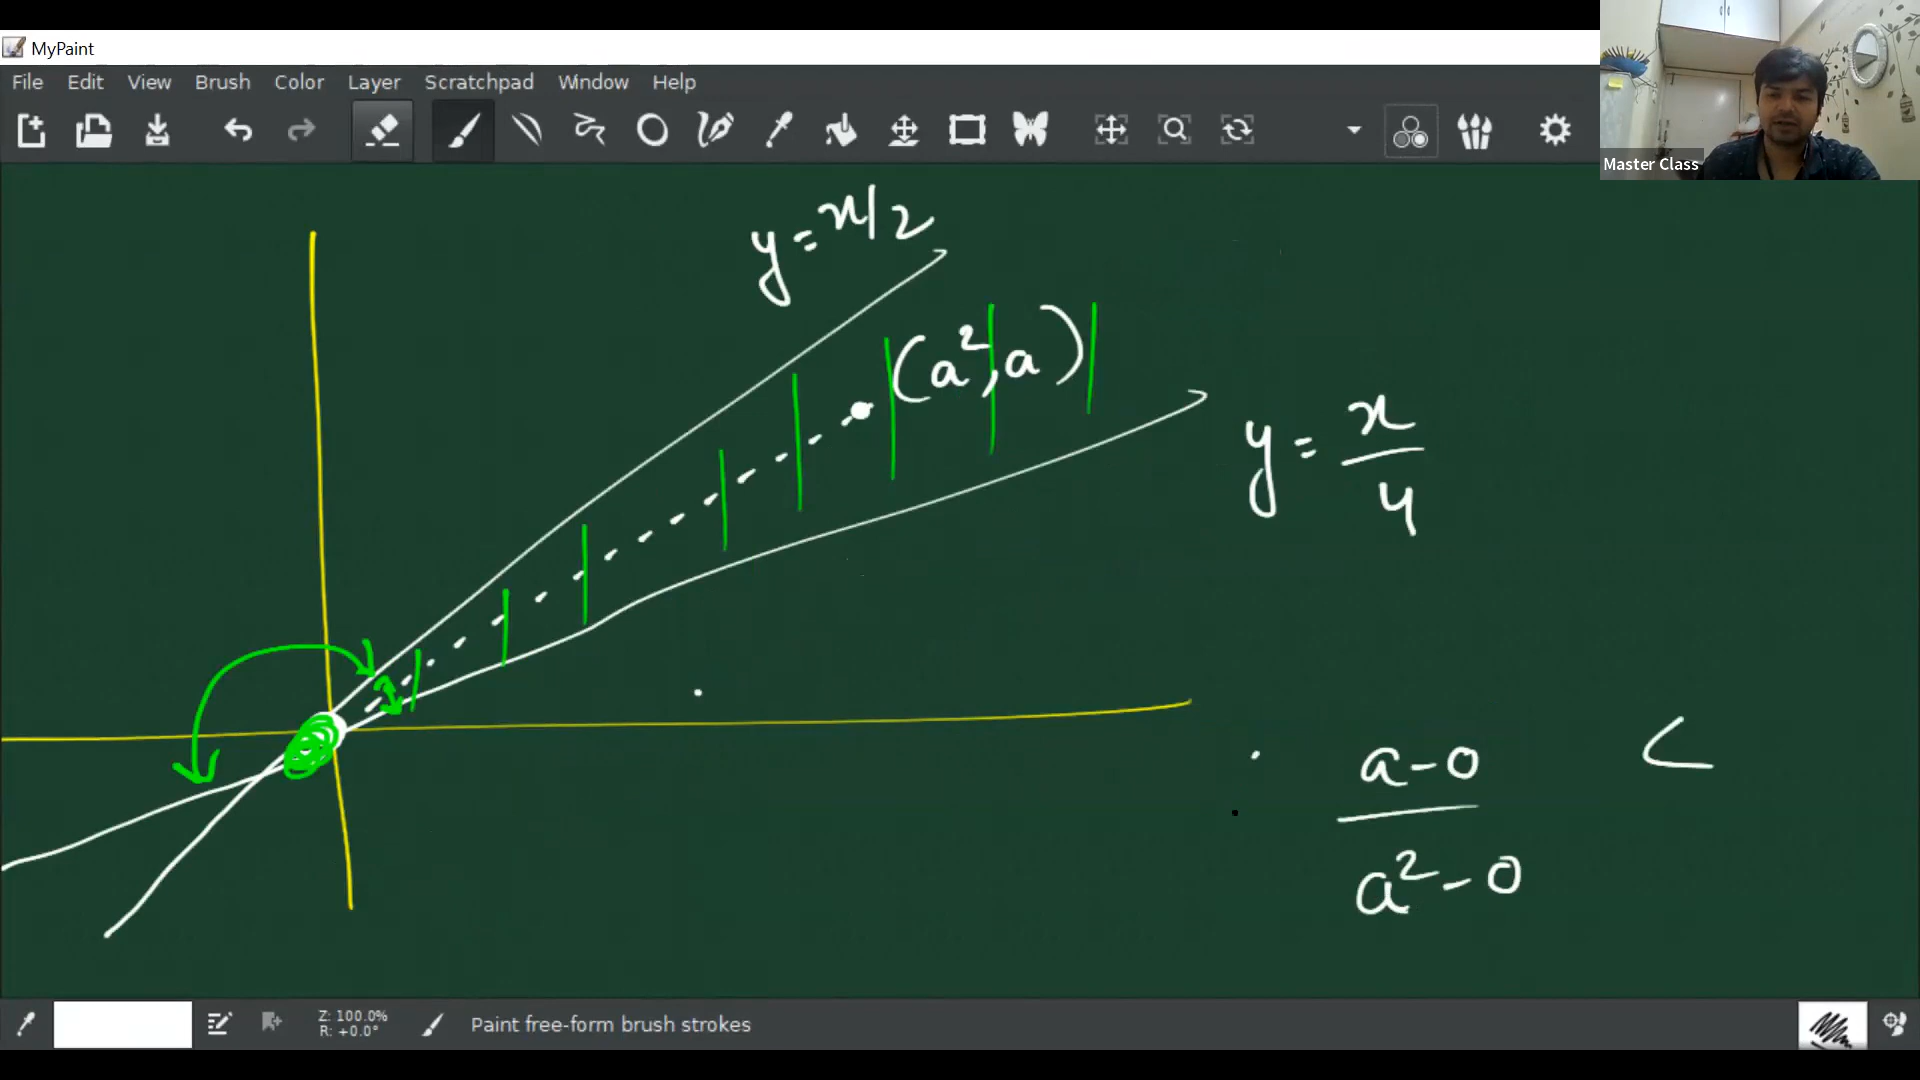 MyPaint
File Edit View Brush Color Layer Scratchpad Window Help
Master Class
y = x/2
(a², a)
y = x/4
a-0 <
a²-0
Z: 100.0%
R: +0.0°
Paint free-form brush strokes